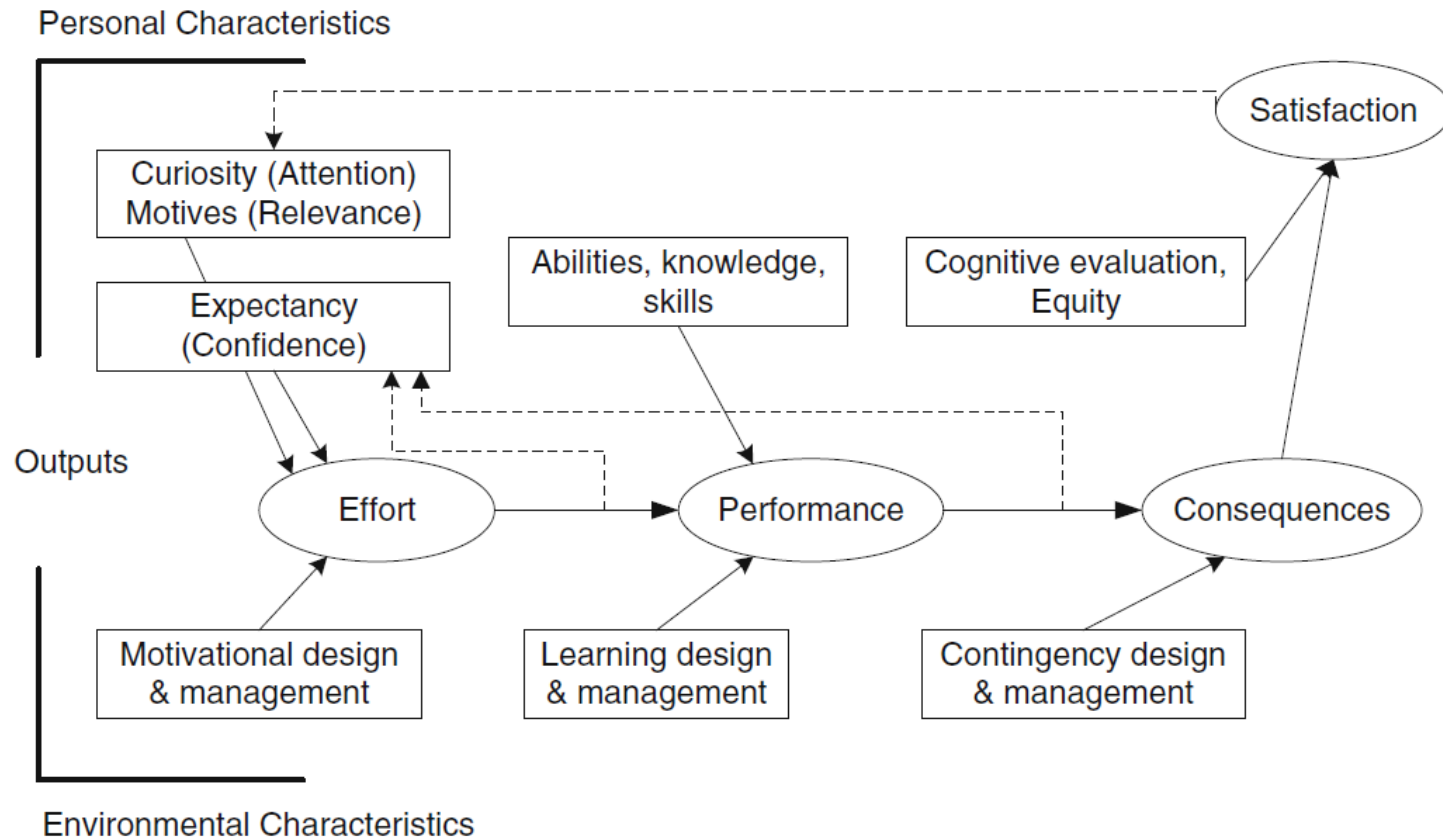 Personal Characteristics
Satisfaction
Curiosity (Attention)
Motives (Relevance)
Expectancy
(Confidence)
Abilities, knowledge,
skills
Cognitive evaluation,
Equity
Outputs
Effort
Performance
Consequences
Motivational design
& management
Learning design
& management
Contingency design
& management
Environmental Characteristics